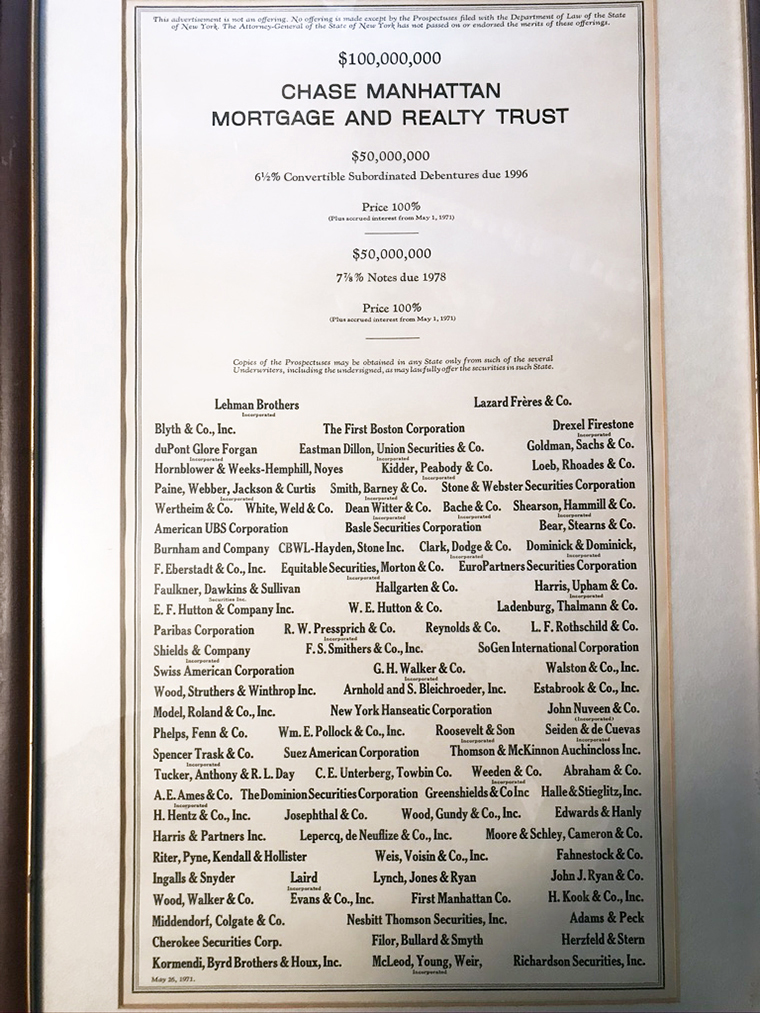 This advertisement is not an offering. No offering is made except by the Prospectuses filed with the Department of Law of the State
of New York. The Attorney-General of the State of New York has not passed on or endorsed the merits of these offerings.
$100,000,000
CHASE MANHATTAN
MORTGAGE AND REALTY TRUST
$50,000,000
6½% Convertible Subordinated Debentures due 1996
Price 100%
(Plus accrued interest from May 1, 1971)
$50,000,000
7⅞% Notes due 1978
Price 100%
(Plus accrued interest from May 1, 1971)
Copies of the Prospectuses may be obtained in any State only from such of the several
Underwriters, including the undersigned, as may lawfully offer the securities in such State.
Lehman Brothers Lazard Frères & Co.
Incorporated
Blyth & Co., Inc. The First Boston Corporation Drexel Firestone
Incorporated
duPont Glore Forgan Eastman Dillon, Union Securities & Co. Goldman, Sachs & Co.
Incorporated Incorporated
Hornblower & Weeks-Hemphill, Noyes Kidder, Peabody & Co. Loeb, Rhoades & Co.
Incorporated
Paine, Webber, Jackson & Curtis Smith, Barney & Co. Stone & Webster Securities Corporation
Incorporated Incorporated
Wertheim & Co. White, Weld & Co. Dean Witter & Co. Bache & Co. Shearson, Hammill & Co.
Incorporated Incorporated Incorporated
American UBS Corporation Basle Securities Corporation Bear, Stearns & Co.
Burnham and Company CBWL-Hayden, Stone Inc. Clark, Dodge & Co. Dominick & Dominick,
Incorporated Incorporated
F. Eberstadt & Co., Inc. Equitable Securities, Morton & Co. EuroPartners Securities Corporation
Incorporated
Faulkner, Dawkins & Sullivan Hallgarten & Co. Harris, Upham & Co.
Securities Inc. Incorporated
E. F. Hutton & Company Inc. W. E. Hutton & Co. Ladenburg, Thalmann & Co.
Paribas Corporation R. W. Pressprich & Co. Reynolds & Co. L. F. Rothschild & Co.
Incorporated
Shields & Company F. S. Smithers & Co., Inc. SoGen International Corporation
Incorporated
Swiss American Corporation G. H. Walker & Co. Walston & Co., Inc.
Incorporated
Wood, Struthers & Winthrop Inc. Arnhold and S. Bleichroeder, Inc. Estabrook & Co., Inc.
Model, Roland & Co., Inc. New York Hanseatic Corporation John Nuveen & Co.
(Incorporated)
Phelps, Fenn & Co. Wm. E. Pollock & Co., Inc. Roosevelt & Son Seiden & de Cuevas
Incorporated Incorporated
Spencer Trask & Co. Suez American Corporation Thomson & McKinnon Auchincloss Inc.
Incorporated
Tucker, Anthony & R. L. Day C. E. Unterberg, Towbin Co. Weeden & Co. Abraham & Co.
Incorporated
A. E. Ames & Co. The Dominion Securities Corporation Greenshields & Co Inc Halle & Stieglitz, Inc.
Incorporated
H. Hentz & Co., Inc. Josephthal & Co. Wood, Gundy & Co., Inc. Edwards & Hanly
Harris & Partners Inc. Lepercq, de Neuflize & Co., Inc. Moore & Schley, Cameron & Co.
Riter, Pyne, Kendall & Hollister Weis, Voisin & Co., Inc. Fahnestock & Co.
Ingalls & Snyder Laird Lynch, Jones & Ryan John J. Ryan & Co.
Incorporated
Wood, Walker & Co. Evans & Co., Inc. First Manhattan Co. H. Kook & Co., Inc.
Middendorf, Colgate & Co. Nesbitt Thomson Securities, Inc. Adams & Peck
Cherokee Securities Corp. Filor, Bullard & Smyth Herzfeld & Stern
Kormendi, Byrd Brothers & Houx, Inc. McLeod, Young, Weir, Richardson Securities, Inc.
Incorporated
May 26, 1971.